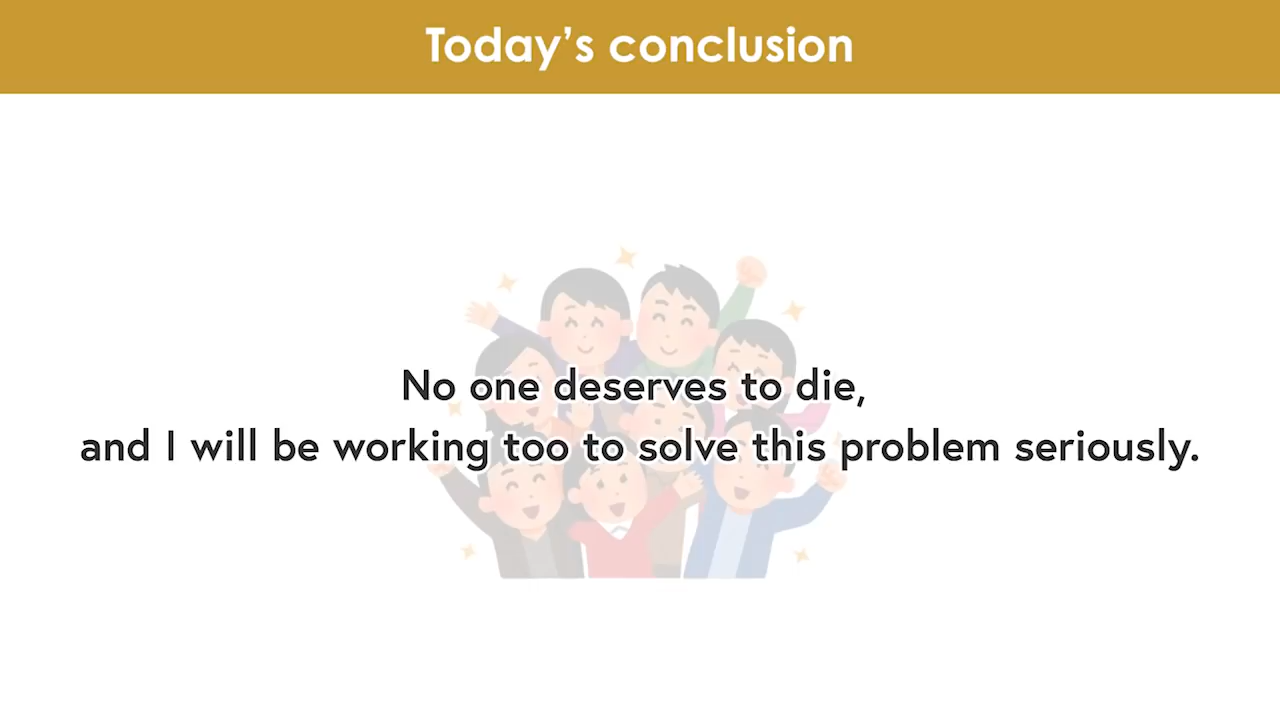 Today’s conclusion
No one deserves to die,
and I will be working too to solve this problem seriously.